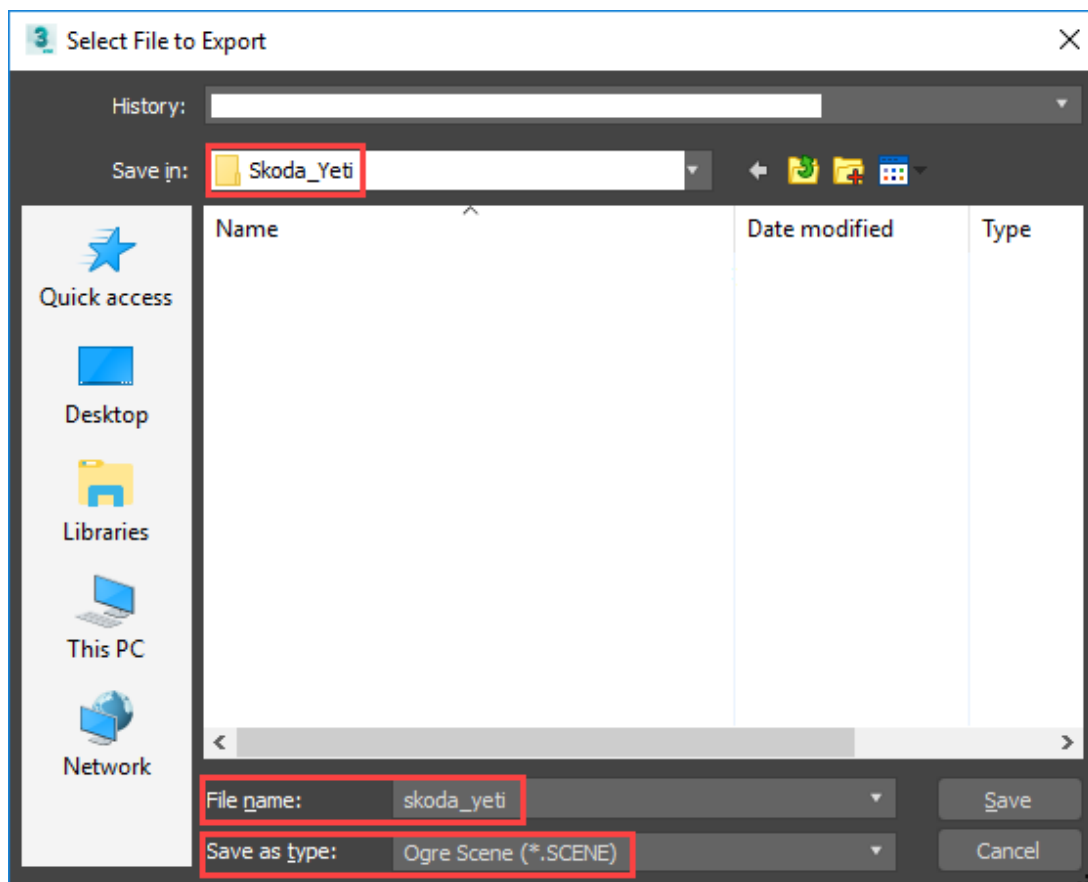 3 Select File to Export
History:
Save in: Skoda_Yeti
Name Date modified Type
Quick access
Desktop
Libraries
This PC
Network
File name: skoda_yeti Save
Save as type: Ogre Scene (*.SCENE) Cancel